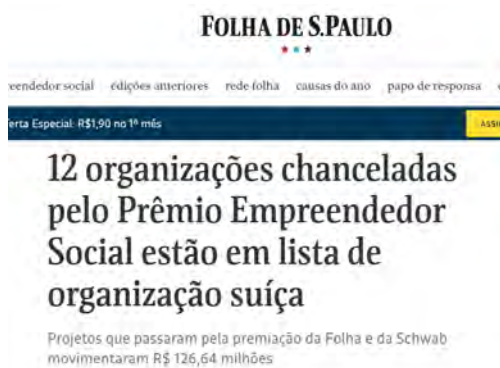 FOLHA DE S.PAULO
eendedor social edições anteriores rede folha causas do ano papo de responsa
erta Especial: R$1,90 no 1º mês ASSI
12 organizações chanceladas
pelo Prêmio Empreendedor
Social estão em lista de
organização suíça
Projetos que passaram pela premiação da Folha e da Schwab
movimentaram R$ 126,64 milhões